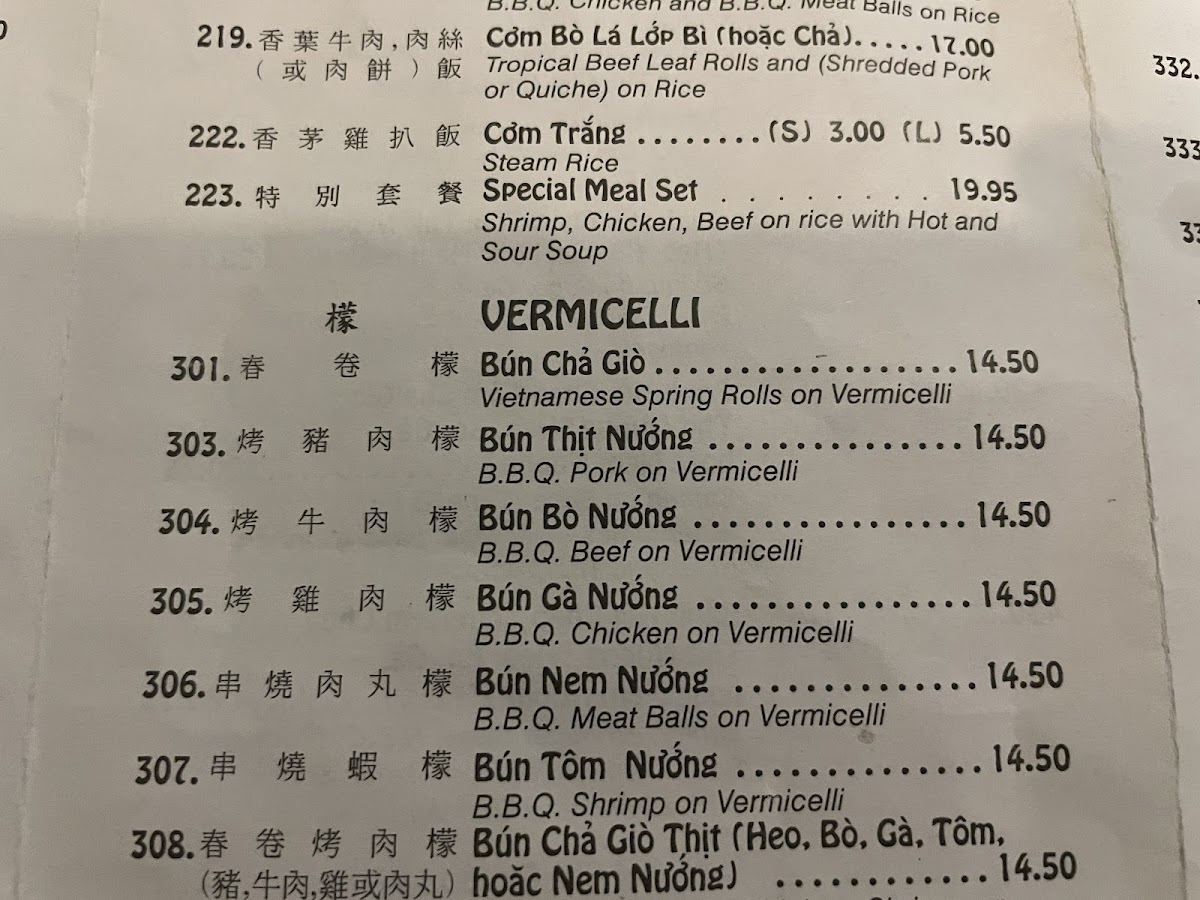 B.B.Q. Chicken and B.B.Q. Meat Balls on Rice
219. 香葉牛肉,肉絲 Cơm Bò Lá Lốp Bì (hoặc Chả)..... 17.00
(或肉餅)飯 Tropical Beef Leaf Rolls and (Shredded Pork
or Quiche) on Rice
222. 香茅雞扒飯 Cơm Trắng ........ (S) 3.00 (L) 5.50
Steam Rice
223. 特別套餐 Special Meal Set . . . . . . . . 19.95
Shrimp, Chicken, Beef on rice with Hot and
Sour Soup
檬 VERMICELLI
301. 春卷檬 Bún Chả Giò ................... 14.50
Vietnamese Spring Rolls on Vermicelli
303. 烤豬肉檬 Bún Thịt Nướng ............... 14.50
B.B.Q. Pork on Vermicelli
304. 烤牛肉檬 Bún Bò Nướng ................ 14.50
B.B.Q. Beef on Vermicelli
305. 烤雞肉檬 Bún Gà Nướng ................ 14.50
B.B.Q. Chicken on Vermicelli
306. 串燒肉丸檬 Bún Nem Nướng .............. 14.50
B.B.Q. Meat Balls on Vermicelli
307. 串燒蝦檬 Bún Tôm Nướng .............. 14.50
B.B.Q. Shrimp on Vermicelli
308. 春卷烤肉檬 Bún Chả Giò Thịt (Heo, Bò, Gà, Tôm,
(豬,牛肉,雞或肉丸) hoặc Nem Nướng) ............ 14.50
332.
333